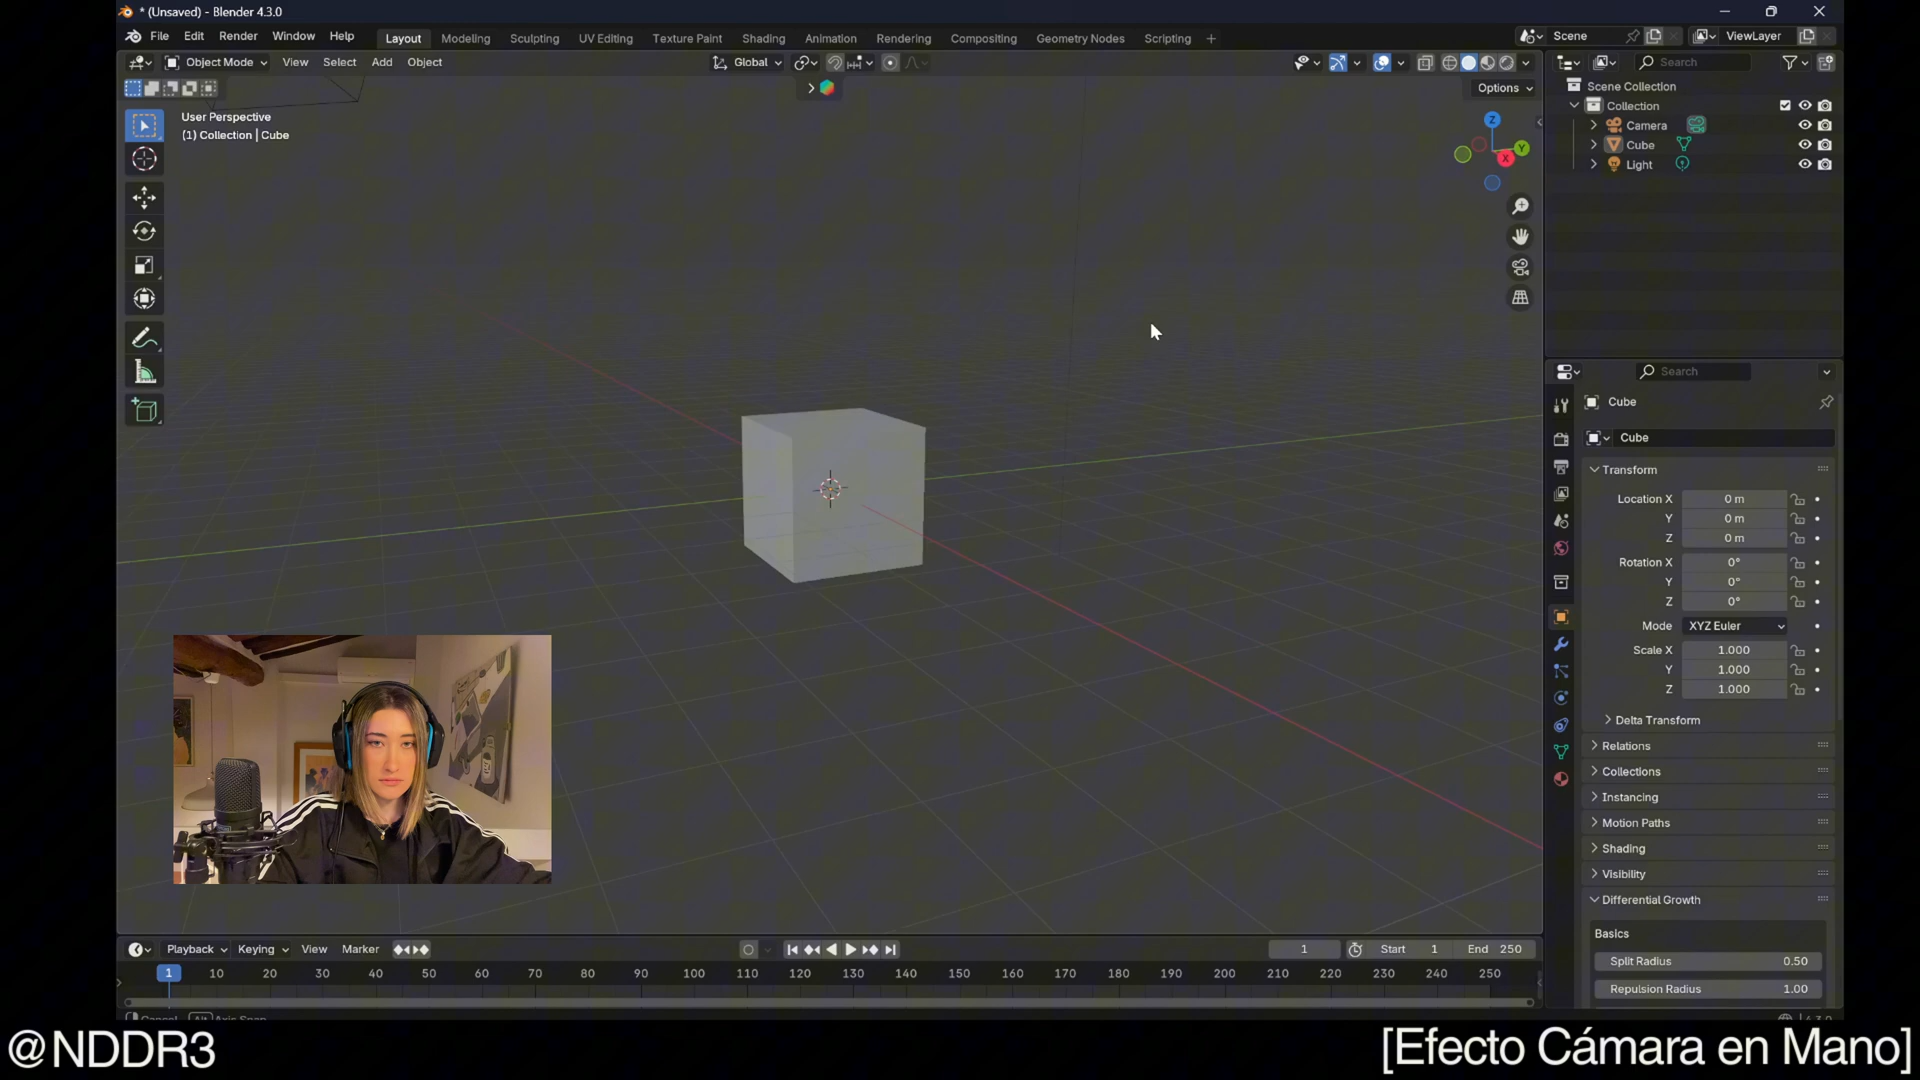 * (Unsaved) - Blender 4.3.0
File Edit Render Window Help
Layout Modeling Sculpting UV Editing Texture Paint Shading Animation Rendering Compositing Geometry Nodes Scripting +
Scene
ViewLayer
Object Mode View Select Add Object
Global
Search
Options
User Perspective
(1) Collection | Cube
Z
Y
X
Scene Collection
Collection
Camera
Cube
Light
Search
Cube
Cube
Transform
Location X 0 m
Y 0 m
Z 0 m
Rotation X 0°
Y 0°
Z 0°
Mode XYZ Euler
Scale X 1.000
Y 1.000
Z 1.000
Delta Transform
Relations
Collections
Instancing
Motion Paths
Shading
Visibility
Differential Growth
Basics
Split Radius 0.50
Repulsion Radius 1.00
Playback Keying View Marker
1 Start 1 End 250
1 10 20 30 40 50 60 70 80 90 100 110 120 130 140 150 160 170 180 190 200 210 220 230 240 250
@NDDR3
[Efecto Cámara en Mano]